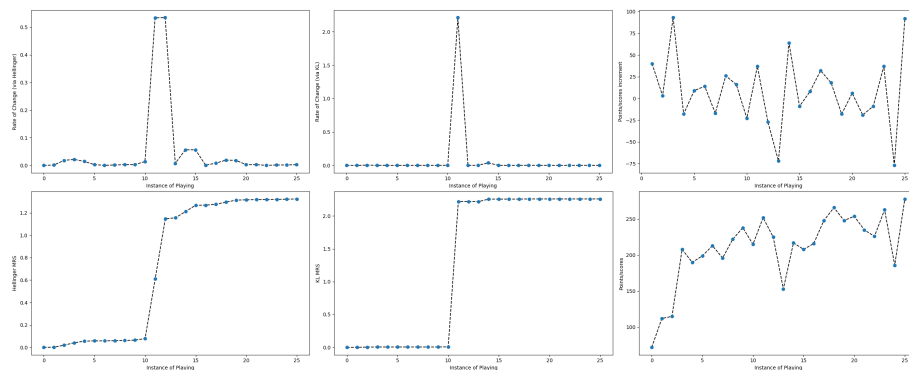 Rate of Change (via Hellinger)
0.5
0.4
0.3
0.2
0.1
0.0
0 5 10 15 20 25
Instance of Playing
Rate of Change (via KL)
2.0
1.5
1.0
0.5
0.0
0 5 10 15 20 25
Instance of Playing
Points/scores increment
100
75
50
25
0
−25
−50
−75
0 5 10 15 20 25
Instance of Playing
Hellinger MRS
1.2
1.0
0.8
0.6
0.4
0.2
0.0
0 5 10 15 20 25
Instance of Playing
KL MRS
2.0
1.5
1.0
0.5
0.0
0 5 10 15 20 25
Instance of Playing
Points/scores
250
200
150
100
0 5 10 15 20 25
Instance of Playing